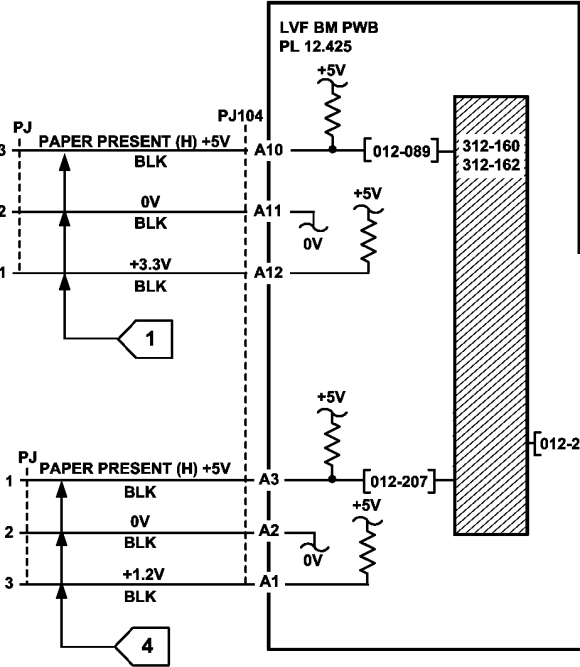 LVF BM PWB
PL 12.425
+5V
PJ104
PJ
3 PAPER PRESENT (H) +5V A10 012-089 312-160
BLK 312-162
+5V
2 0V A11
BLK 0V
1 +3.3V A12
BLK
1
+5V
PJ
1 PAPER PRESENT (H) +5V A3 012-207
BLK
012-2
+5V
2 0V A2
BLK 0V
3 +1.2V A1
BLK
4